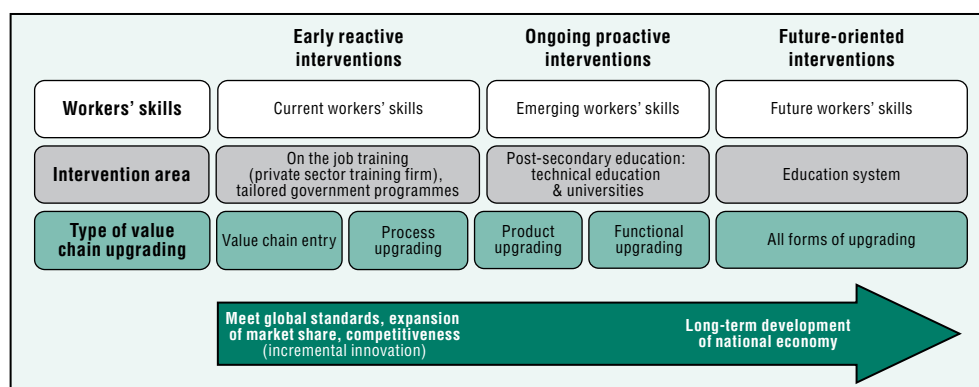 Early reactive
interventions
Ongoing proactive
interventions
Future-oriented
interventions
Workers’ skills
Current workers’ skills
Emerging workers’ skills
Future workers’ skills
Intervention area
On the job training
(private sector training firm),
tailored government programmes
Post-secondary education:
technical education
& universities
Education system
Type of value
chain upgrading
Value chain entry
Process
upgrading
Product
upgrading
Functional
upgrading
All forms of upgrading
Meet global standards, expansion
of market share, competitiveness
(incremental innovation)
Long-term development
of national economy